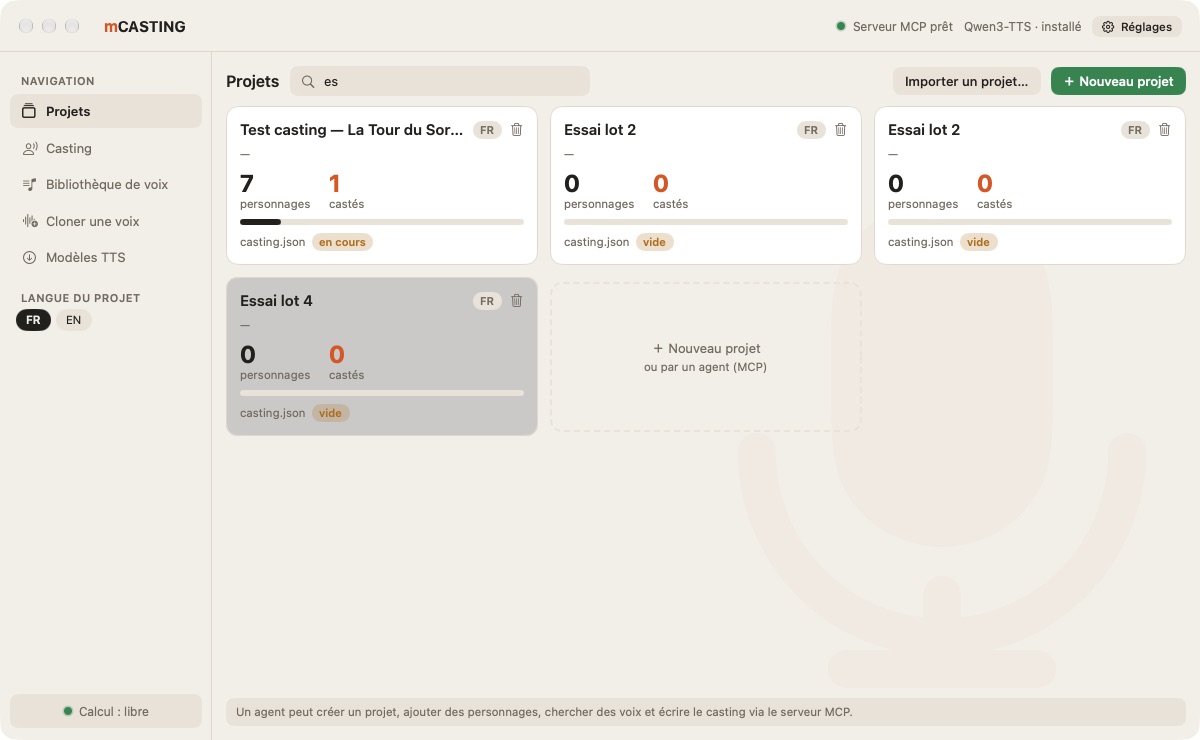 mCASTING
Serveur MCP prêt
Qwen3-TTS · installé
Réglages
NAVIGATION
Projets
Casting
Bibliothèque de voix
Cloner une voix
Modèles TTS
LANGUE DU PROJET
FR
EN
Calcul : libre
Projets
es
Importer un projet...
+ Nouveau projet
Test casting — La Tour du Sor...
FR
—
7
1
personnages
castés
casting.json
en cours
Essai lot 2
FR
—
0
0
personnages
castés
casting.json
vide
Essai lot 2
FR
—
0
0
personnages
castés
casting.json
vide
Essai lot 4
FR
—
0
0
personnages
castés
casting.json
vide
+ Nouveau projet
ou par un agent (MCP)
Un agent peut créer un projet, ajouter des personnages, chercher des voix et écrire le casting via le serveur MCP.